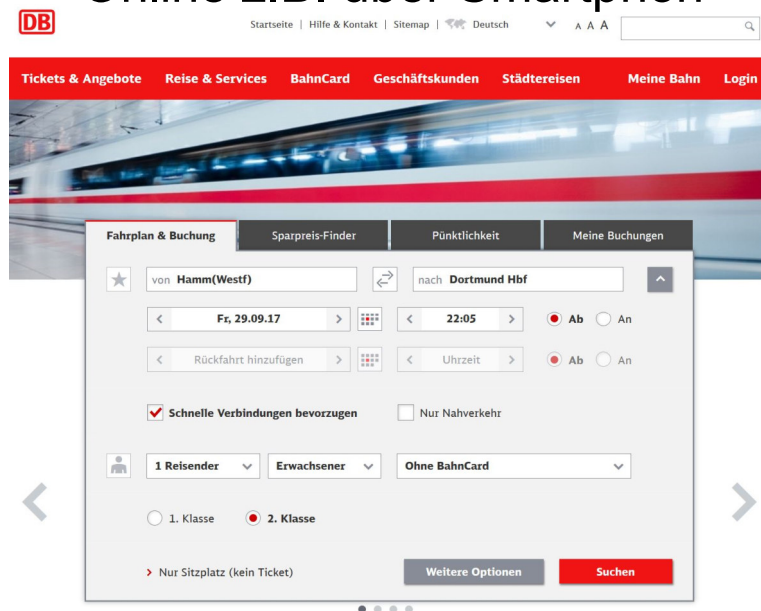 Online z.B. über Smartphon
DB
Startseite | Hilfe & Kontakt | Sitemap | Deutsch A A A
Tickets & Angebote Reise & Services BahnCard Geschäftskunden Städtereisen Meine Bahn Login
Fahrplan & Buchung Sparpreis-Finder Pünktlichkeit Meine Buchungen
von Hamm(Westf) nach Dortmund Hbf
Fr, 29.09.17 22:05 Ab An
Rückfahrt hinzufügen Uhrzeit Ab An
Schnelle Verbindungen bevorzugen Nur Nahverkehr
1 Reisender Erwachsener Ohne BahnCard
1. Klasse 2. Klasse
Nur Sitzplatz (kein Ticket) Weitere Optionen Suchen